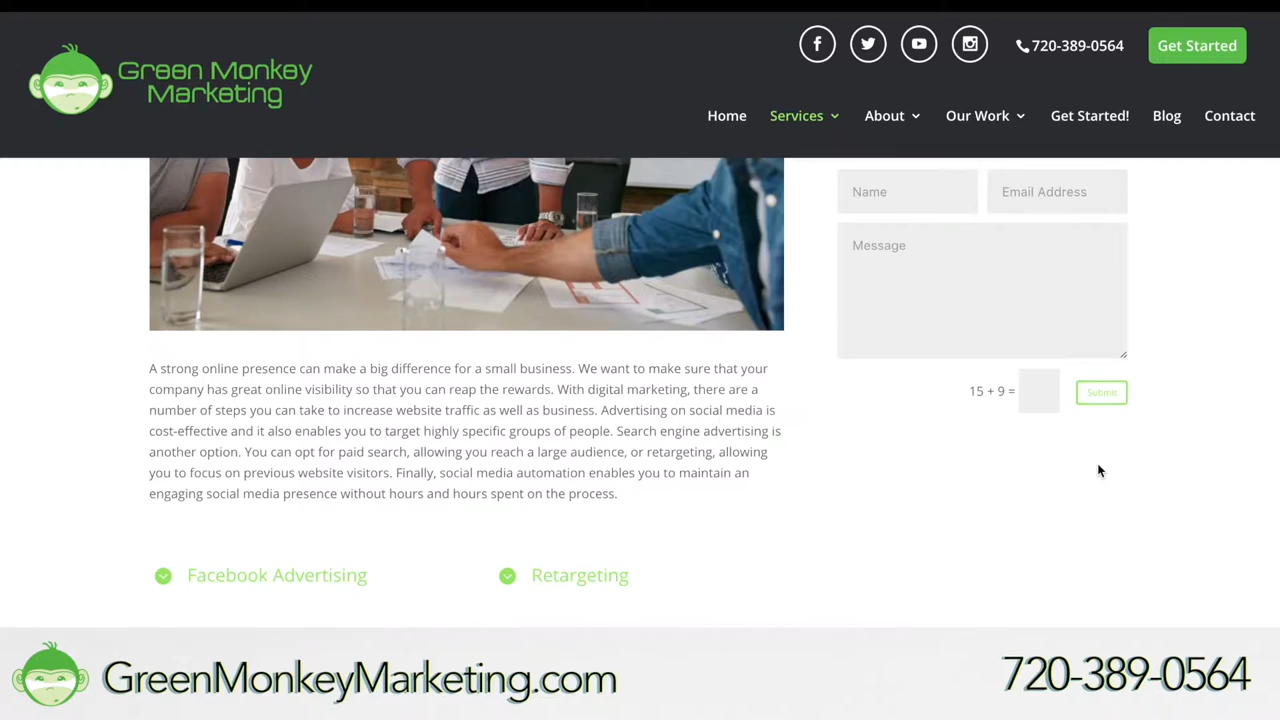 Green Monkey
Marketing
720-389-0564
Get Started
Home Services About Our Work Get Started! Blog Contact
Name Email Address
Message
15 + 9 = Submit
A strong online presence can make a big difference for a small business. We want to make sure that your
company has great online visibility so that you can reap the rewards. With digital marketing, there are a
number of steps you can take to increase website traffic as well as business. Advertising on social media is
cost-effective and it also enables you to target highly specific groups of people. Search engine advertising is
another option. You can opt for paid search, allowing you reach a large audience, or retargeting, allowing
you to focus on previous website visitors. Finally, social media automation enables you to maintain an
engaging social media presence without hours and hours spent on the process.
Facebook Advertising Retargeting
GreenMonkeyMarketing.com 720-389-0564